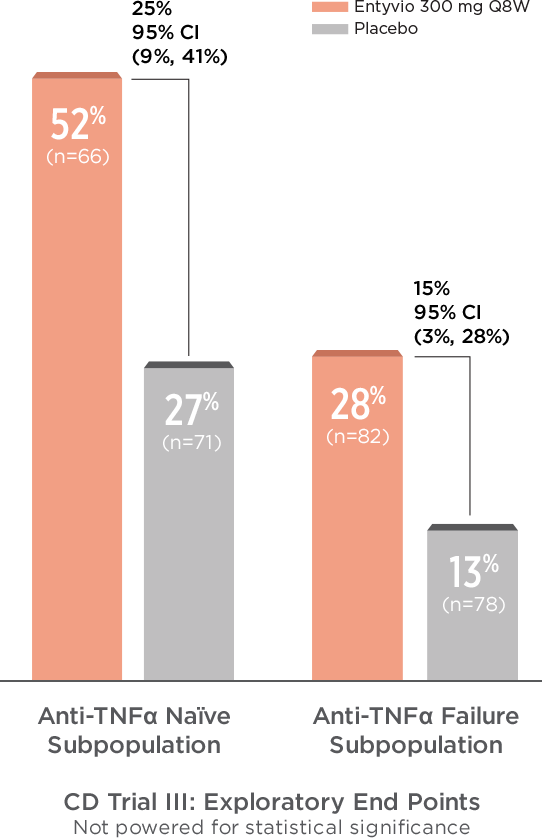 25%
95% CI
(9%, 41%)
Entyvio 300 mg Q8W
Placebo
52%
(n=66)
27%
(n=71)
15%
95% CI
(3%, 28%)
28%
(n=82)
13%
(n=78)
Anti-TNFα Naïve
Subpopulation
Anti-TNFα Failure
Subpopulation
CD Trial III: Exploratory End Points
Not powered for statistical significance